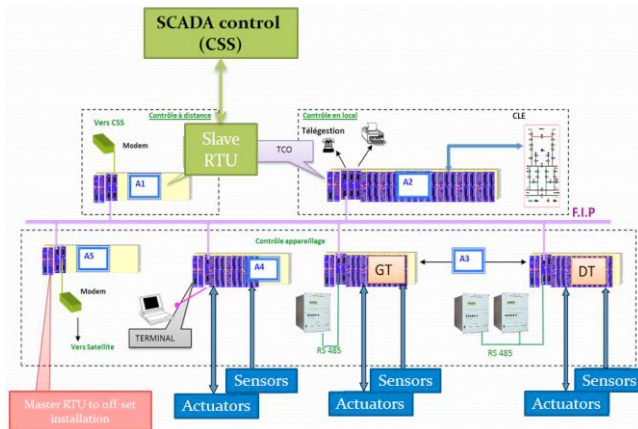 SCADA control
(CSS)
Contrôle à distance
Vers CSS
Modem
A1
Slave
RTU
TCO
Contrôle en local
Télégestion
A2
CLE
F.I.P
Contrôle appareillage
A5
Modem
Vers Satellite
Master RTU to off-set
installation
A4
TERMINAL
Sensors
Actuators
GT
RS 485
Sensors
Actuators
A3
DT
RS 485
Sensors
Actuators